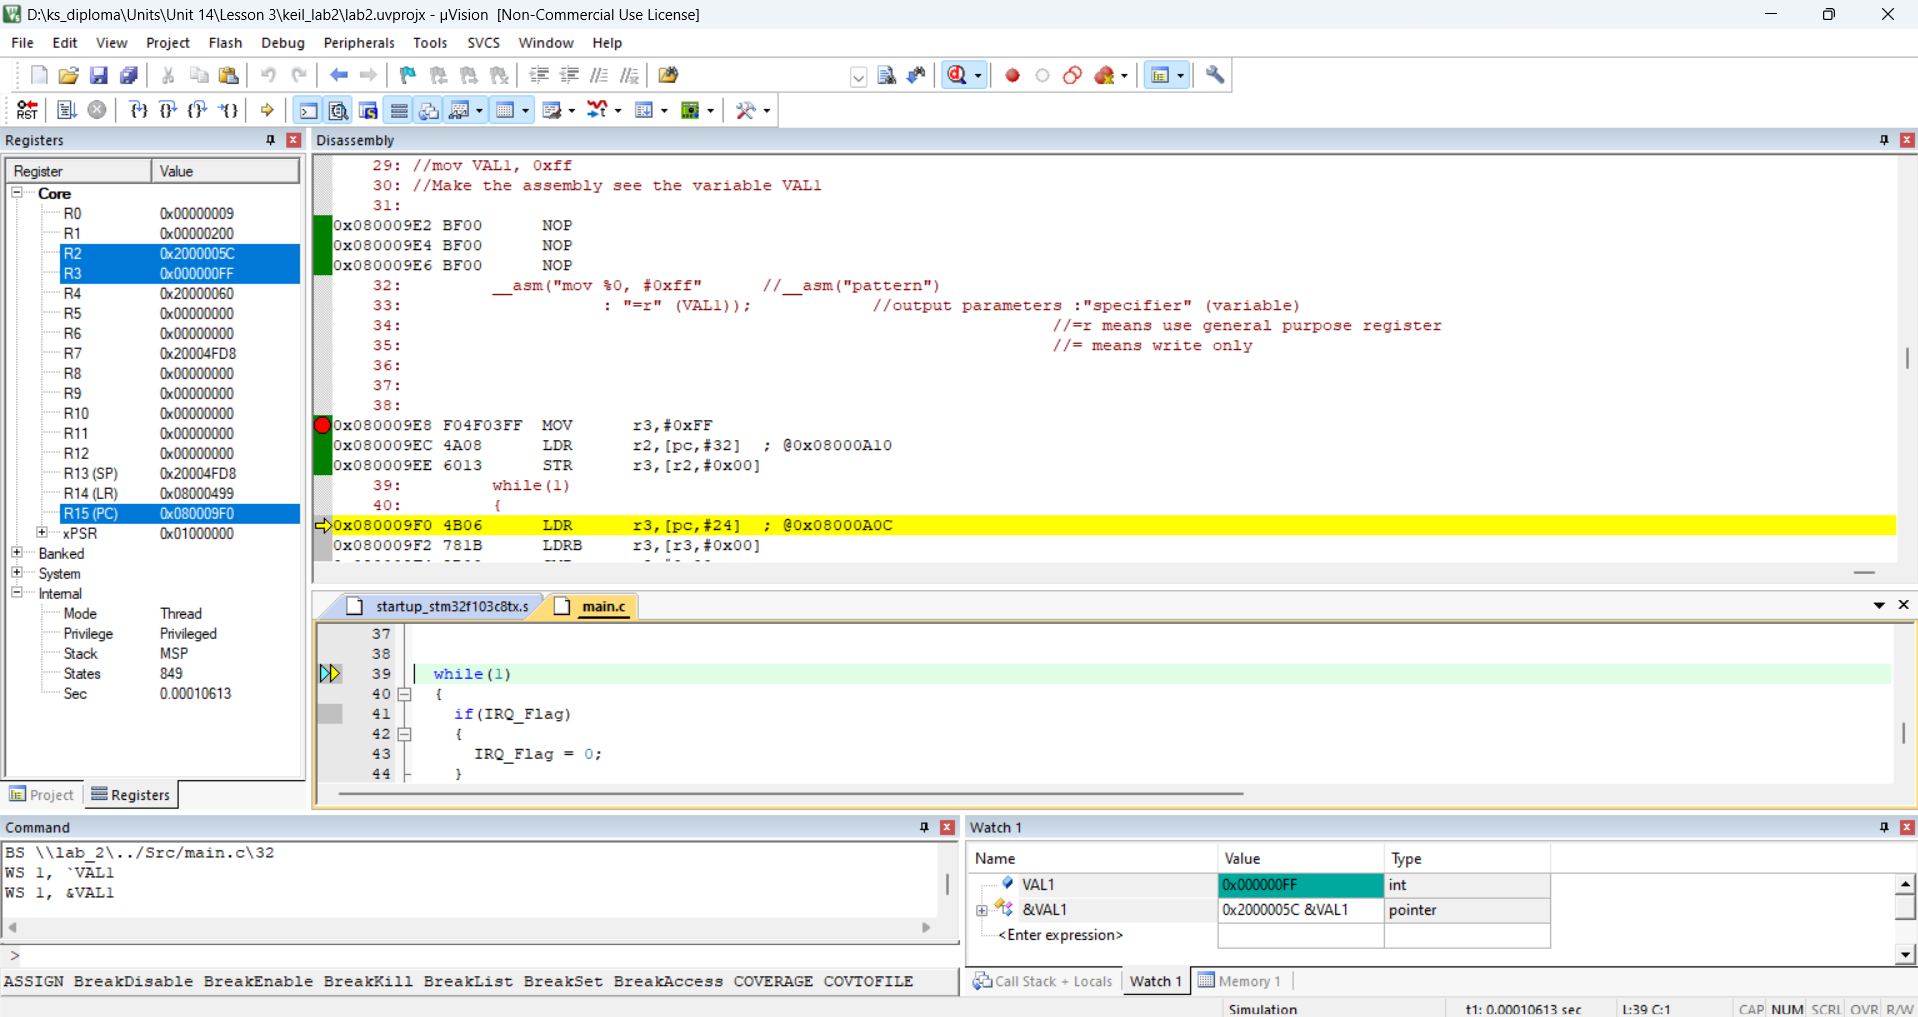 D:\ks_diploma\Units\Unit 14\Lesson 3\keil_lab2\lab2.uvprojx - µVision  [Non-Commercial Use License]
File Edit View Project Flash Debug Peripherals Tools SVCS Window Help
RST
Registers
Register Value
Core
R0 0x00000009
R1 0x00000200
R2 0x2000005C
R3 0x000000FF
R4 0x20000060
R5 0x00000000
R6 0x00000000
R7 0x20004FD8
R8 0x00000000
R9 0x00000000
R10 0x00000000
R11 0x00000000
R12 0x00000000
R13 (SP) 0x20004FD8
R14 (LR) 0x08000499
R15 (PC) 0x080009F0
xPSR 0x01000000
Banked
System
Internal
Mode Thread
Privilege Privileged
Stack MSP
States 849
Sec 0.00010613
Project Registers
Disassembly
29: //mov VAL1, 0xff
30: //Make the assembly see the variable VAL1
31:
0x080009E2 BF00 NOP
0x080009E4 BF00 NOP
0x080009E6 BF00 NOP
32: __asm("mov %0, #0xff" //__asm("pattern")
33: : "=r" (VAL1)); //output parameters :"specifier" (variable)
34: //=r means use general purpose register
35: //= means write only
36:
37:
38:
0x080009E8 F04F03FF MOV r3,#0xFF
0x080009EC 4A08 LDR r2,[pc,#32] ; @0x08000A10
0x080009EE 6013 STR r3,[r2,#0x00]
39: while(1)
40: {
0x080009F0 4B06 LDR r3,[pc,#24] ; @0x08000A0C
0x080009F2 781B LDRB r3,[r3,#0x00]
startup_stm32f103c8tx.s main.c
37
38
39 while(1)
40 {
41 if(IRQ_Flag)
42 {
43 IRQ_Flag = 0;
44 }
Command
BS \\lab_2\../Src/main.c\32
WS 1, `VAL1
WS 1, &VAL1
>
ASSIGN BreakDisable BreakEnable BreakKill BreakList BreakSet BreakAccess COVERAGE COVTOFILE
Watch 1
Name Value Type
VAL1 0x000000FF int
&VAL1 0x2000005C &VAL1 pointer
<Enter expression>
Call Stack + Locals Watch 1 Memory 1
Simulation t1: 0.00010613 sec L:39 C:1 CAP NUM SCRL OVR R/W